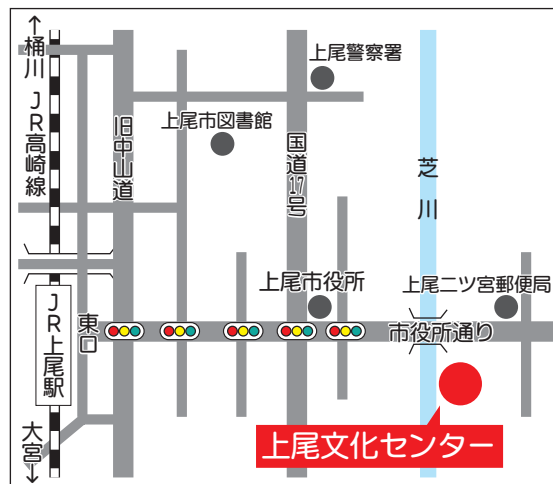 ↑桶川
JR高崎線
旧中山道
上尾市図書館
上尾警察署
国道17号
芝川
JR上尾駅
東口
上尾市役所
上尾二ツ宮郵便局
市役所通り
大宮↓
上尾文化センター